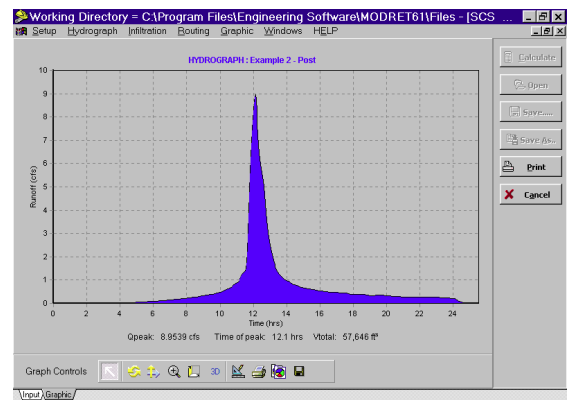 Working Directory = C:\Program Files\Engineering Software\MODRET61\Files - [SCS ...
Setup Hydrograph Infiltration Routing Graphic Windows HELP
HYDROGRAPH : Example 2 - Post
Runoff (cfs)
10
9
8
7
6
5
4
3
2
1
0
0 2 4 6 8 10 12 14 16 18 20 22 24
Time (hrs)
Qpeak: 8.9539 cfs Time of peak: 12.1 hrs Vtotal: 57,646 ft³
Calculate
Open
Save.....
Save As..
Print
Cancel
Graph Controls
3D
Input Graphic